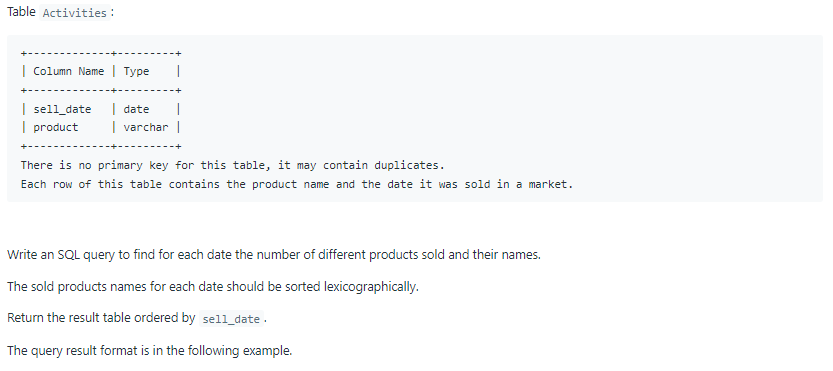 Table Activities:
+-------------+---------+
| Column Name | Type    |
+-------------+---------+
| sell_date   | date    |
| product     | varchar |
+-------------+---------+
There is no primary key for this table, it may contain duplicates.
Each row of this table contains the product name and the date it was sold in a market.
Write an SQL query to find for each date the number of different products sold and their names.
The sold products names for each date should be sorted lexicographically.
Return the result table ordered by sell_date.
The query result format is in the following example.